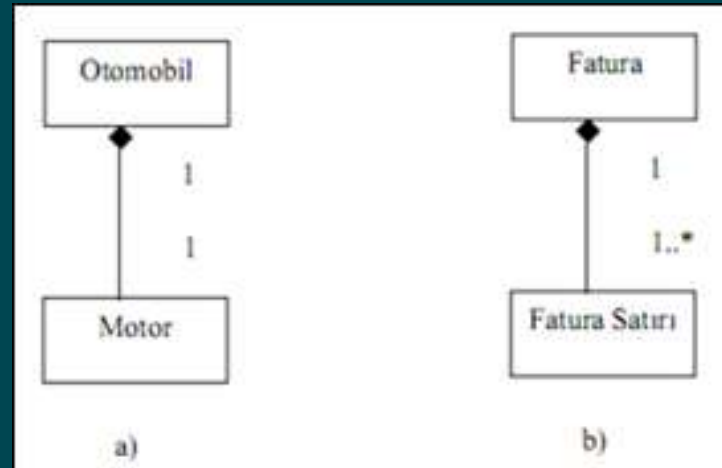 Otomobil
1
1
Motor
a)
Fatura
1
1..*
Fatura Satırı
b)